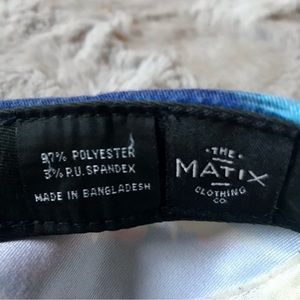 97% POLYESTER
3% P.U. SPANDEX
MADE IN BANGLADESH
THE
MATIX
CLOTHING
CO.